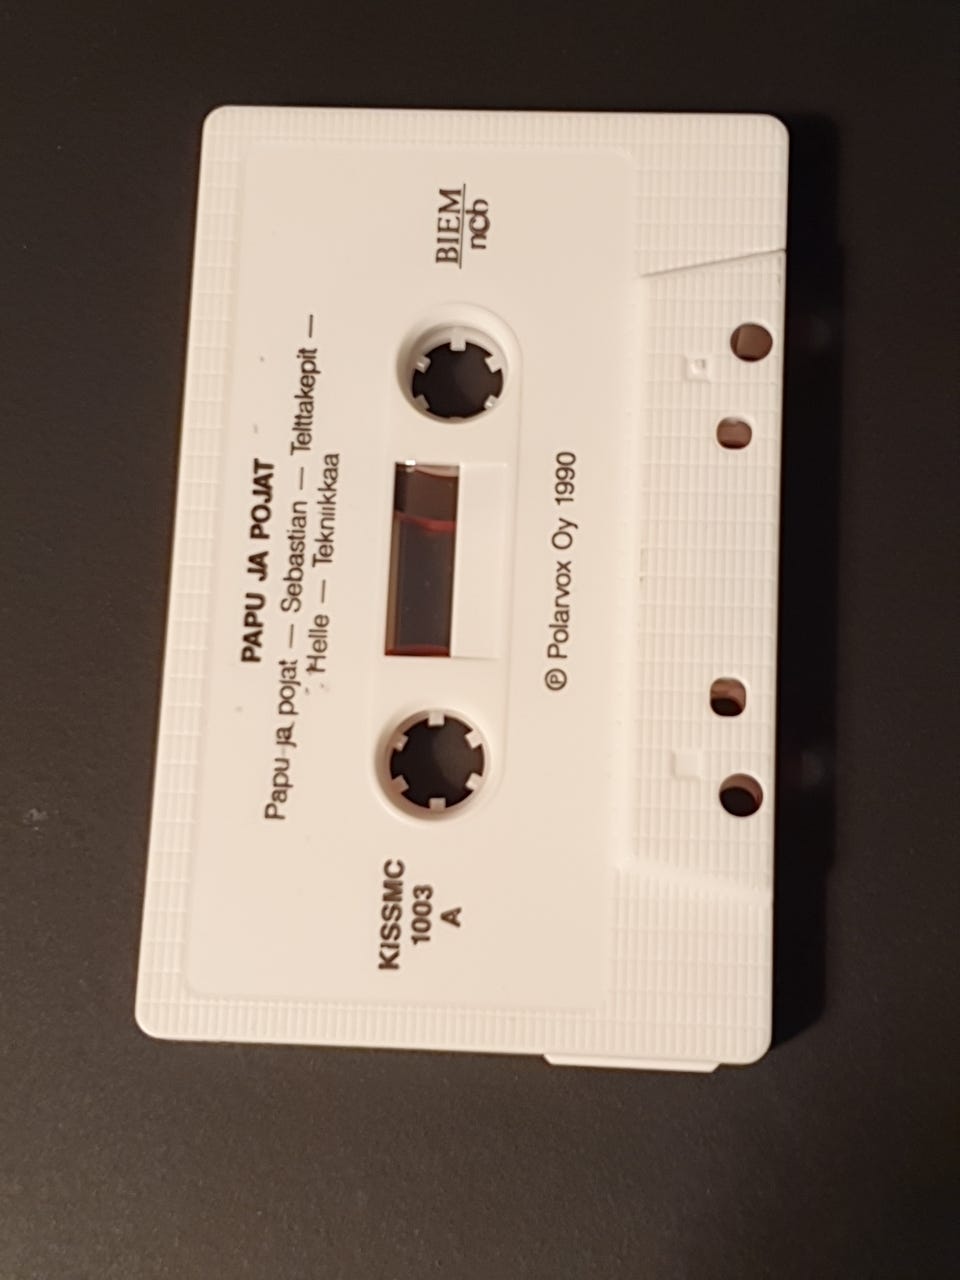 PAPU JA POJAT
Papu ja pojat — Sebastian — Telttakepit —
Helle — Tekniikkaa
KISSMC
1003
A
BIEM
ncb
℗ Polarvox Oy 1990